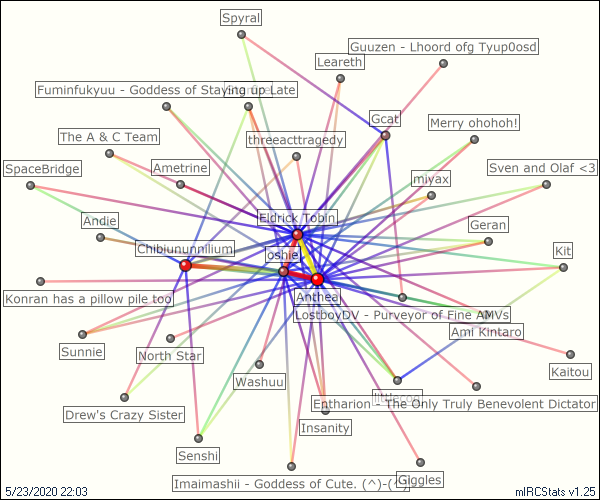 Spyral
Guuzen - Lhoord ofg Tyup0osd
Leareth
Fuminfukyuu - Goddess of Staying up Late
Gcat
Merry ohohoh!
The A & C Team
threeacttragedy
SpaceBridge
Ametrine
Sven and Olaf <3
miyax
Andie
Eldrick Tobin
Geran
Chibiununnilium
Kit
oshie
Konran has a pillow pile too
Anthea
LostboyDV - Purveyor of Fine AMVs
Ami Kintaro
Sunnie
North Star
Kaitou
Washuu
Drew's Crazy Sister
Entharion - The Only Truly Benevolent Dictator
Insanity
Senshi
Imaimashii - Goddess of Cute. (^)-(^)
Giggles
5/23/2020 22:03
mIRCStats v1.25